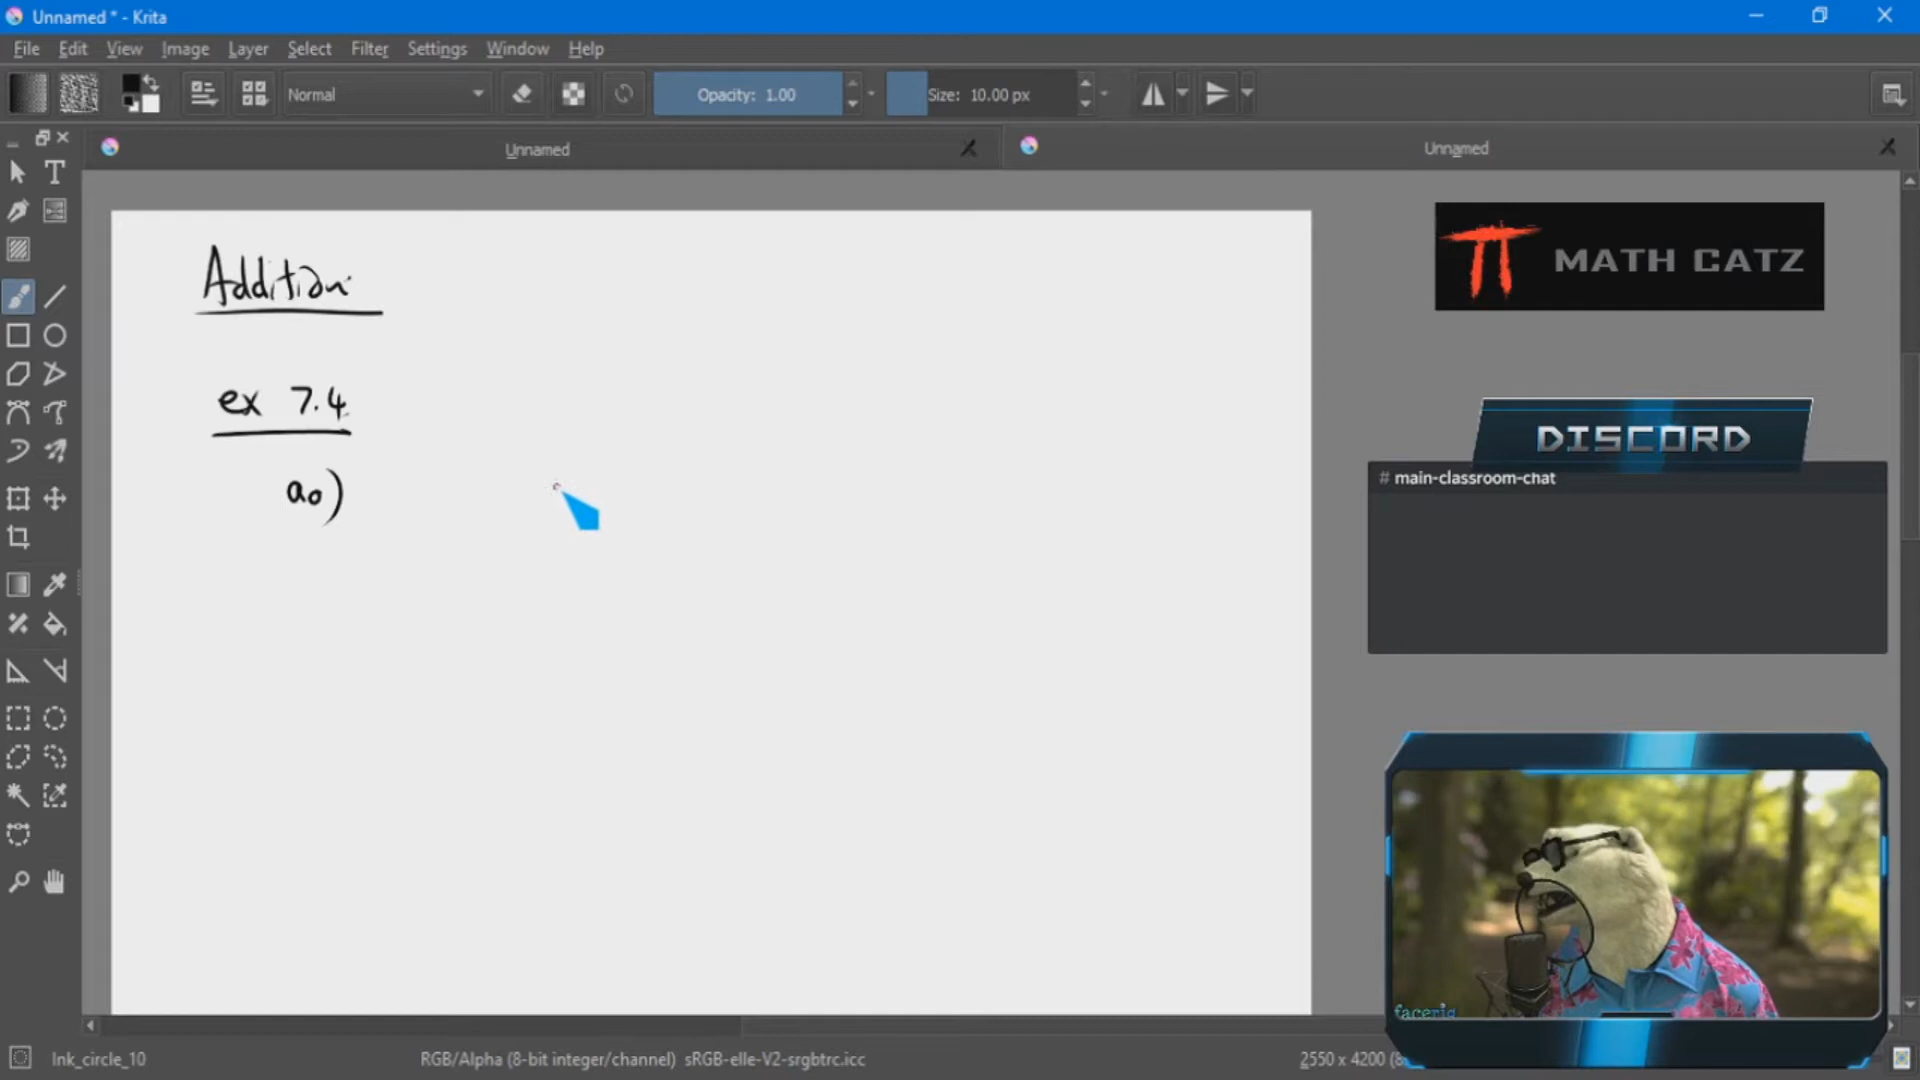 Unnamed * - Krita
File Edit View Image Layer Select Filter Settings Window Help
Normal Opacity: 1.00 Size: 10.00 px
Unnamed Unnamed
Addition
ex 7.4
a₀)
MATH CATZ
DISCORD
# main-classroom-chat
facerig
Ink_circle_10 RGB/Alpha (8-bit integer/channel) sRGB-elle-V2-srgbtrc.icc 2550 x 4200 (8